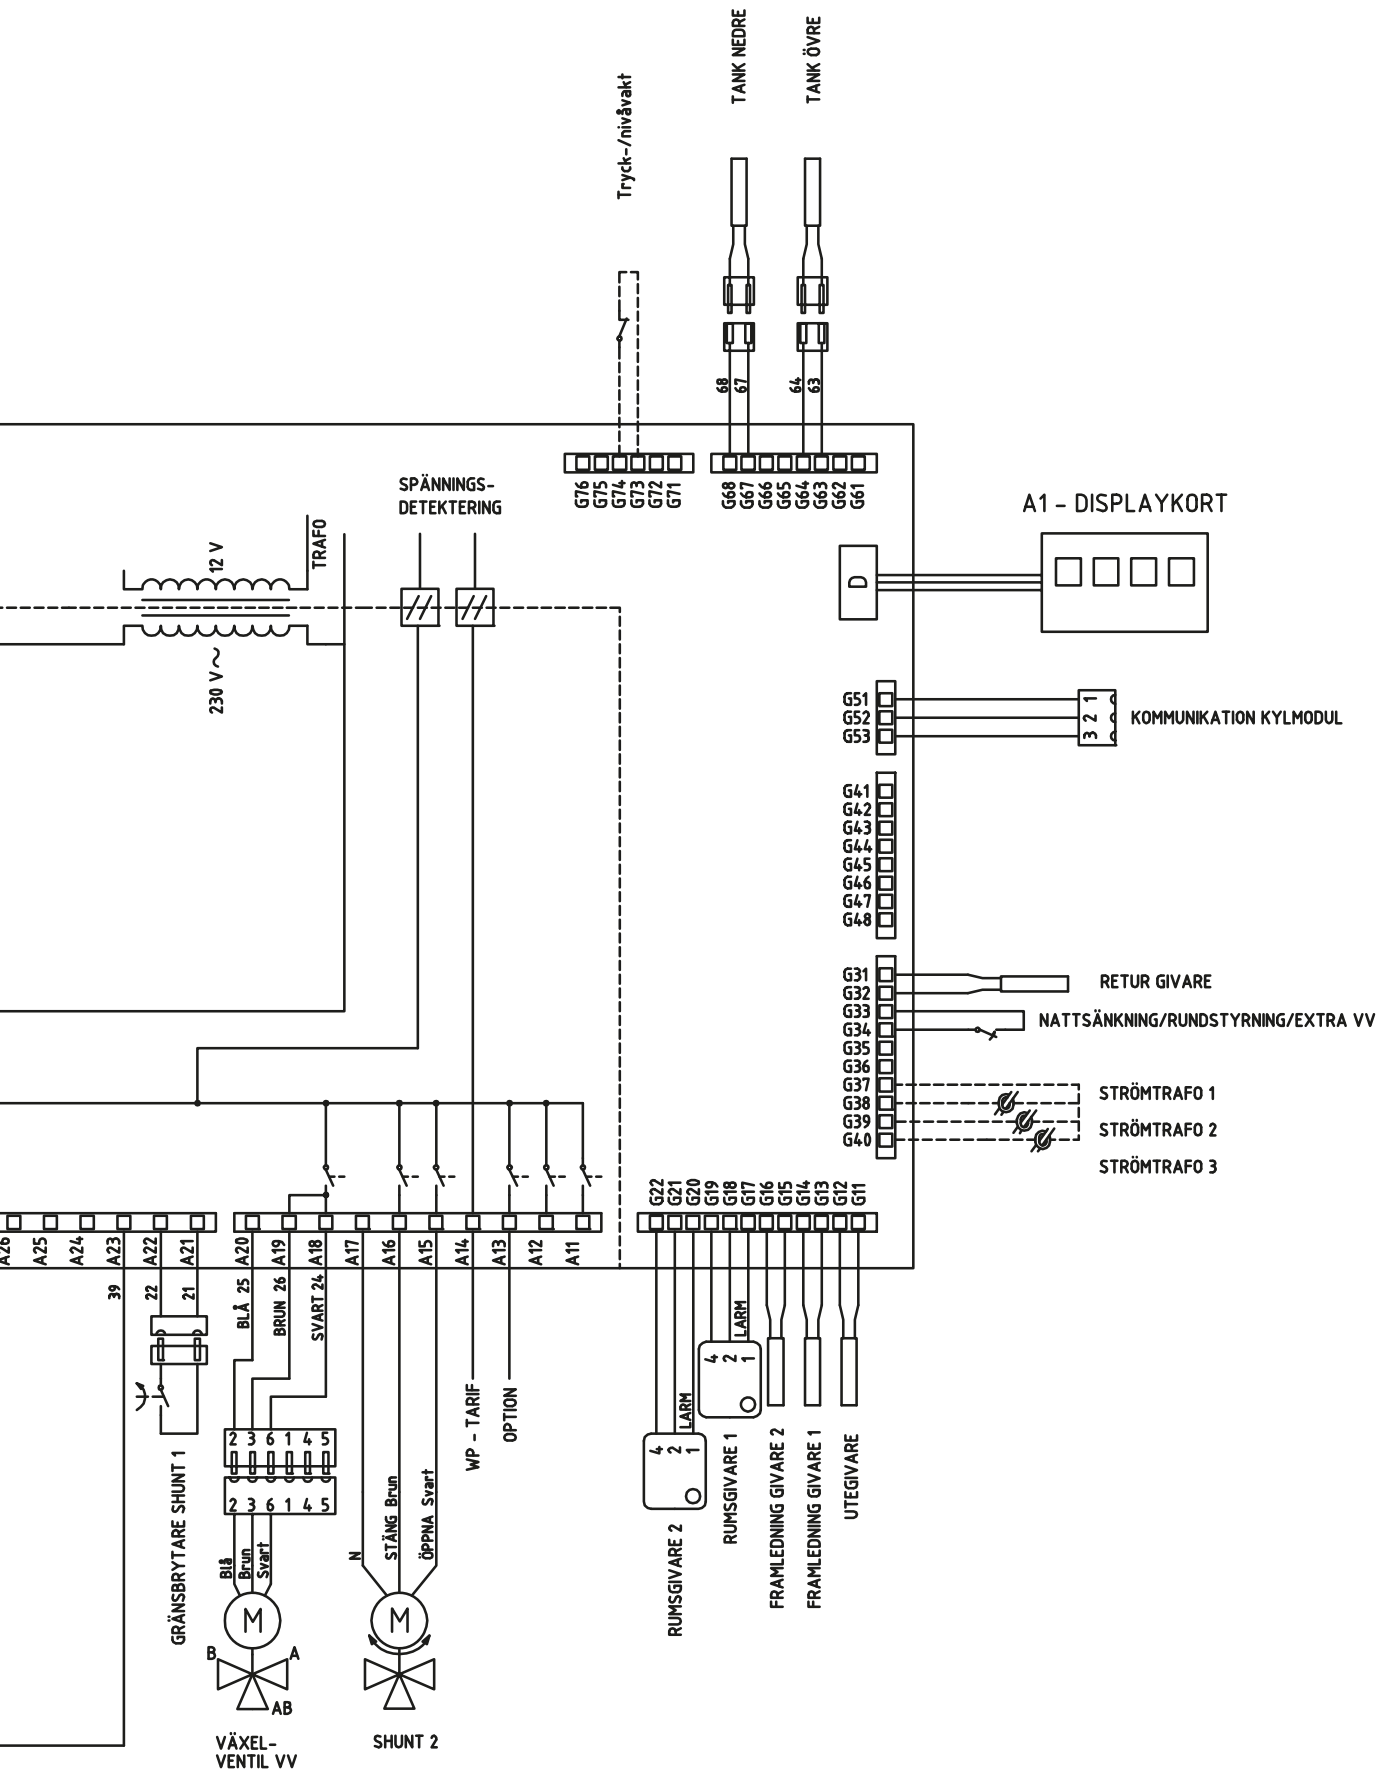 TANK NEDRE
TANK ÖVRE
Tryck-/nivåvakt
68
67
64
63
G76
G75
G74
G73
G72
G71
G68
G67
G66
G65
G64
G63
G62
G61
SPÄNNINGS-
DETEKTERING
TRAFO
12 V
230 V~
A1 - DISPLAYKORT
D
G51
G52
G53
1
2
3
KOMMUNIKATION KYLMODUL
G41
G42
G43
G44
G45
G46
G47
G48
G31
G32
G33
G34
G35
G36
G37
G38
G39
G40
RETUR GIVARE
NATTSÄNKNING/RUNDSTYRNING/EXTRA VV
STRÖMTRAFO 1
STRÖMTRAFO 2
STRÖMTRAFO 3
G22
G21
G20
G19
G18
G17
G16
G15
G14
G13
G12
G11
A26
A25
A24
A23
A22
A21
A20
A19
A18
A17
A16
A15
A14
A13
A12
A11
39
22
21
BLÅ 25
BRUN 26
SVART 24
GRÄNSBRYTARE SHUNT 1
2 3 6 1 4 5
2 3 6 1 4 5
Blå
Brun
Svart
M
B
A
AB
VÄXEL-
VENTIL VV
N
STÄNG Brun
ÖPPNA Svart
M
SHUNT 2
WP - TARIF
OPTION
LARM
4
2
1
RUMSGIVARE 2
LARM
4
2
1
RUMSGIVARE 1
FRAMLEDNING GIVARE 2
FRAMLEDNING GIVARE 1
UTEGIVARE